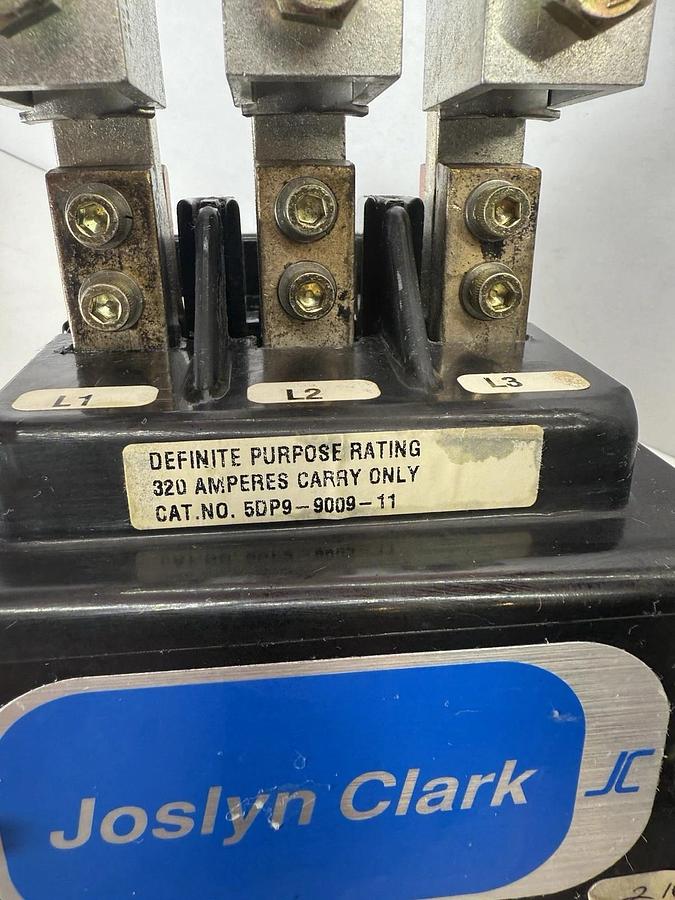 L1
L2
L3
DEFINITE PURPOSE RATING
320 AMPERES CARRY ONLY
CAT.NO. 5DP9-9009-11
Joslyn Clark
JC